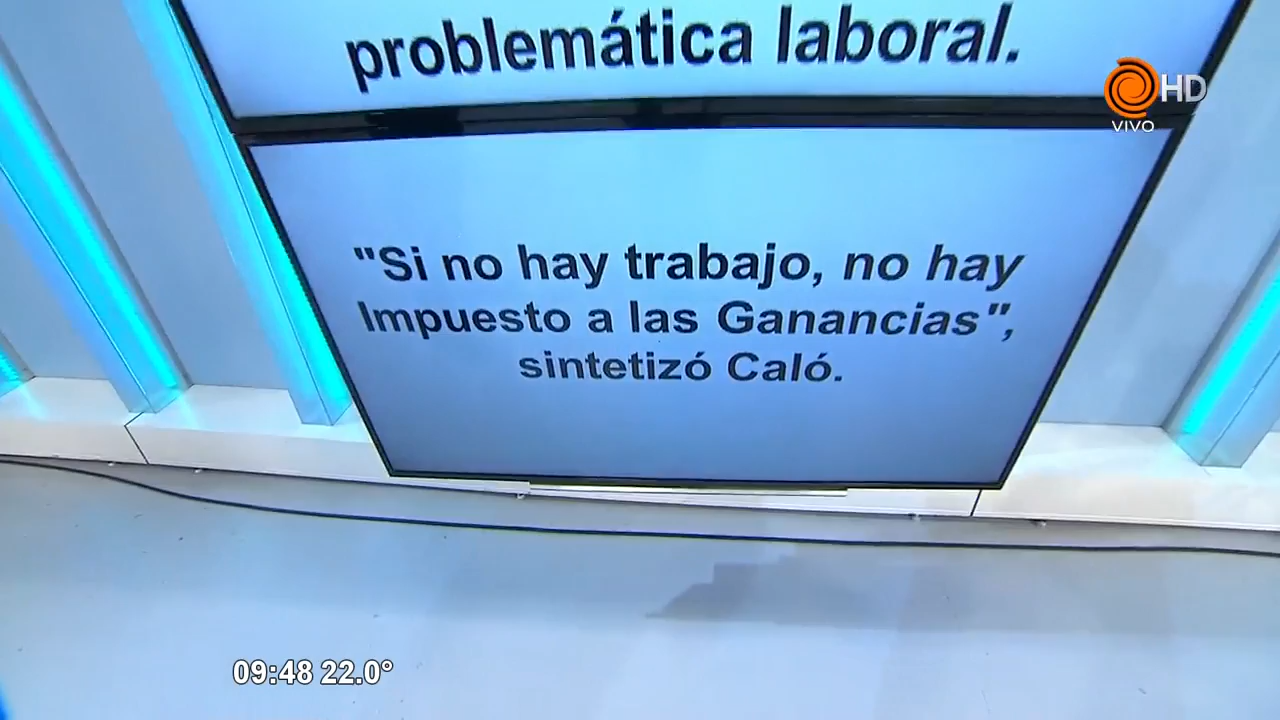 problemática laboral.
HD
VIVO
"Si no hay trabajo, no hay
Impuesto a las Ganancias",
sintetizó Caló.
09:48 22.0°